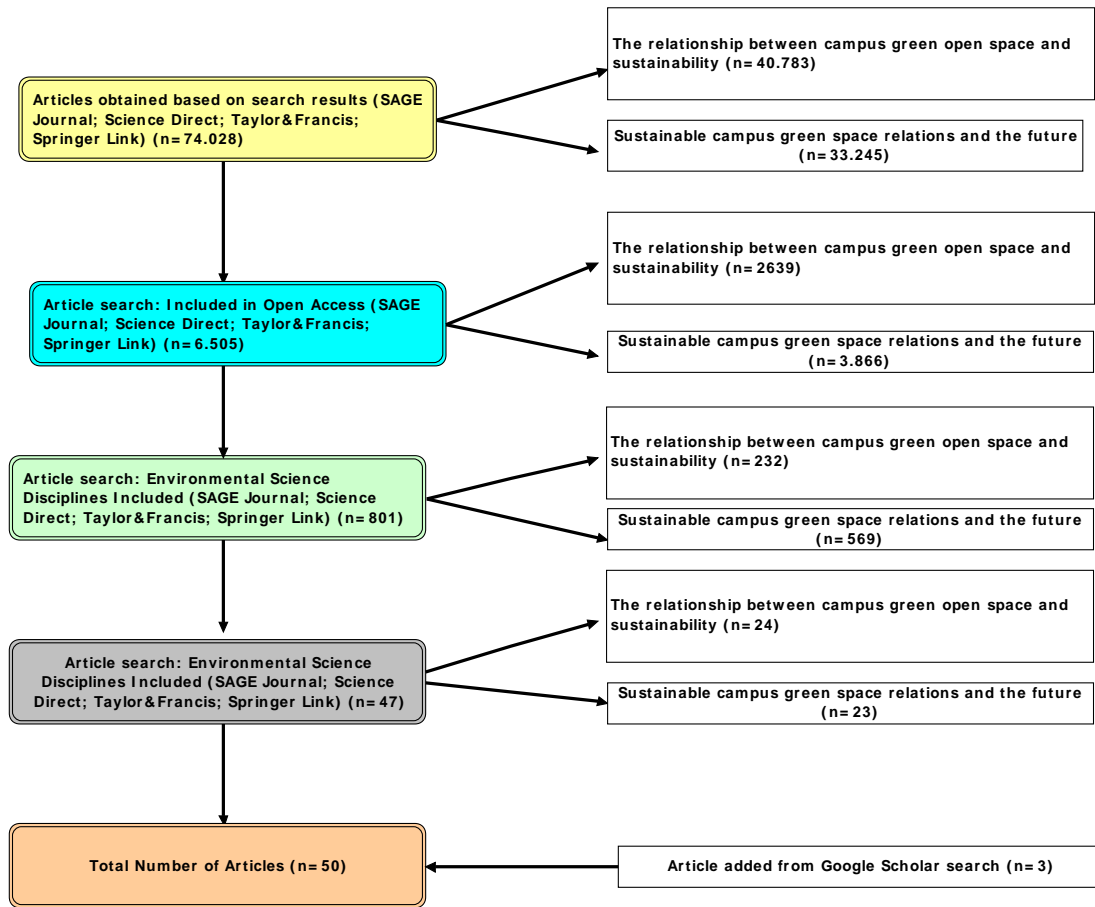 The relationship between campus green open space and
sustainability (n=40.783)
Articles obtained based on search results (SAGE
Journal; Science Direct; Taylor&Francis;
Springer Link) (n=74.028)
Sustainable campus green space relations and the future
(n=33.245)
The relationship between campus green open space and
sustainability (n=2639)
Article search: Included in Open Access (SAGE
Journal; Science Direct; Taylor&Francis;
Springer Link) (n=6.505)
Sustainable campus green space relations and the future
(n=3.866)
The relationship between campus green open space and
sustainability (n=232)
Article search: Environmental Science
Disciplines Included (SAGE Journal; Science
Direct; Taylor&Francis; Springer Link) (n=801)
Sustainable campus green space relations and the future
(n=569)
The relationship between campus green open space and
sustainability (n=24)
Article search: Environmental Science
Disciplines Included (SAGE Journal; Science
Direct; Taylor&Francis; Springer Link) (n=47)
Sustainable campus green space relations and the future
(n=23)
Total Number of Articles (n=50)
Article added from Google Scholar search (n=3)